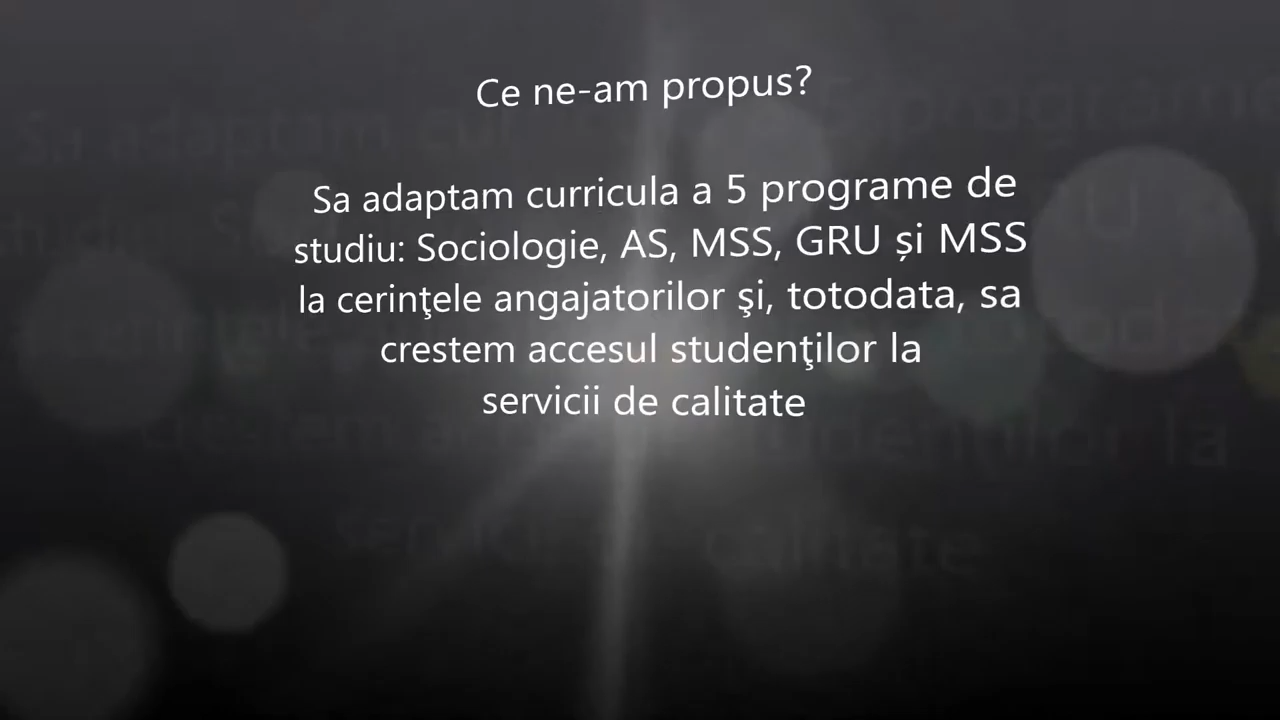 Ce ne-am propus?
Sa adaptam curricula a 5 programe de
studiu: Sociologie, AS, MSS, GRU și MSS
la cerinţele angajatorilor şi, totodata, sa
crestem accesul studenţilor la
servicii de calitate